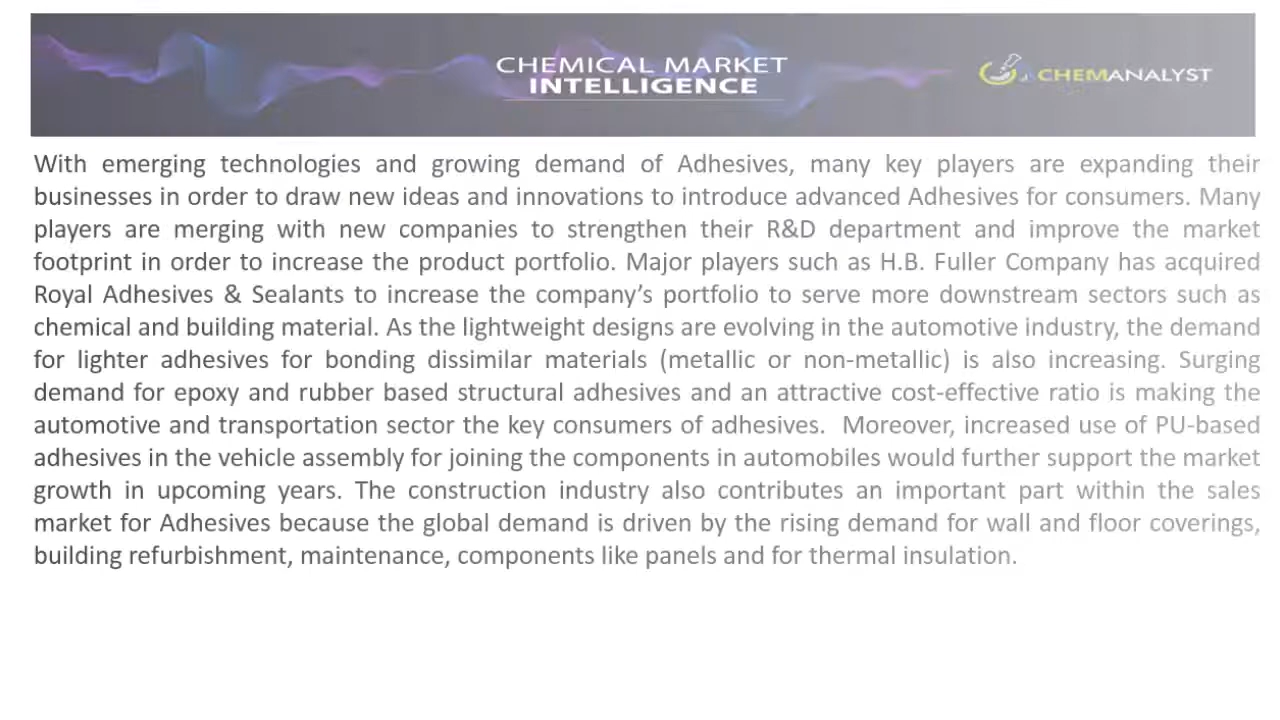 CHEMICAL MARKET
INTELLIGENCE
CHEMANALYST
With emerging technologies and growing demand of Adhesives, many key players are expanding their
businesses in order to draw new ideas and innovations to introduce advanced Adhesives for consumers. Many
players are merging with new companies to strengthen their R&D department and improve the market
footprint in order to increase the product portfolio. Major players such as H.B. Fuller Company has acquired
Royal Adhesives & Sealants to increase the company’s portfolio to serve more downstream sectors such as
chemical and building material. As the lightweight designs are evolving in the automotive industry, the demand
for lighter adhesives for bonding dissimilar materials (metallic or non-metallic) is also increasing. Surging
demand for epoxy and rubber based structural adhesives and an attractive cost-effective ratio is making the
automotive and transportation sector the key consumers of adhesives.  Moreover, increased use of PU-based
adhesives in the vehicle assembly for joining the components in automobiles would further support the market
growth in upcoming years. The construction industry also contributes an important part within the sales
market for Adhesives because the global demand is driven by the rising demand for wall and floor coverings,
building refurbishment, maintenance, components like panels and for thermal insulation.